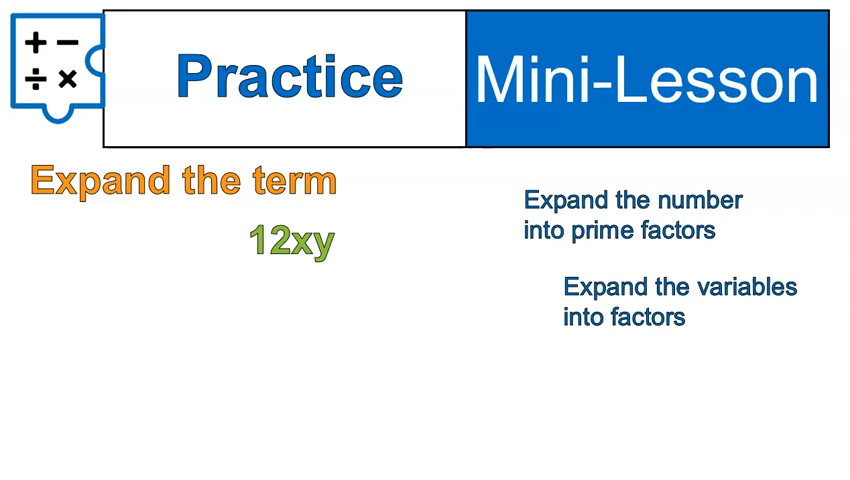 + −
÷ ×
Practice
Mini-Lesson
Expand the term
12xy
Expand the number
into prime factors
Expand the variables
into factors